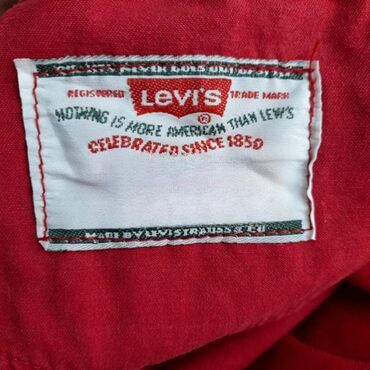 REGISTERED LEVI'S TRADE MARK
NOTHING IS MORE AMERICAN THAN LEVI'S
CELEBRATED SINCE 1850
MADE BY LEVI STRAUSS & CO